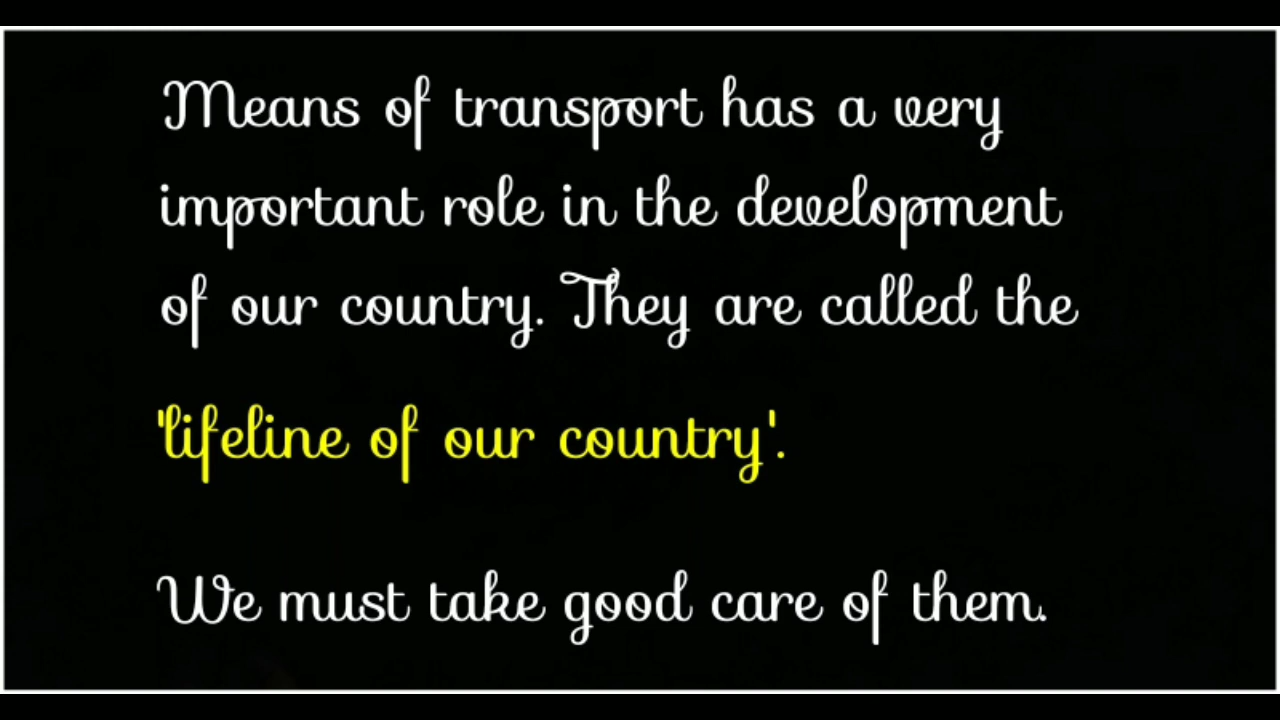 Means of transport has a very
important role in the development
of our country. They are called the
'lifeline of our country'.
We must take good care of them.